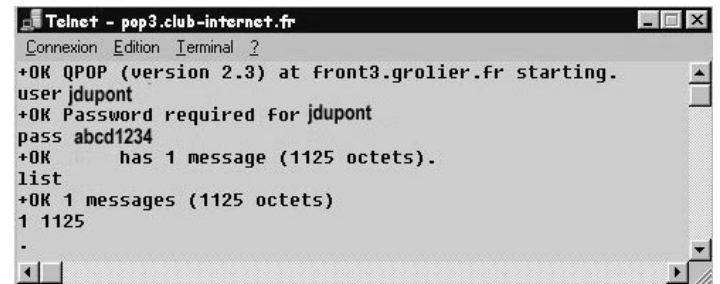 Telnet - pop3.club-internet.fr
Connexion Edition Terminal ?
+OK QPOP (version 2.3) at front3.grolier.fr starting.
user jdupont
+OK Password required for jdupont
pass abcd1234
+OK has 1 message (1125 octets).
list
+OK 1 messages (1125 octets)
1 1125
.